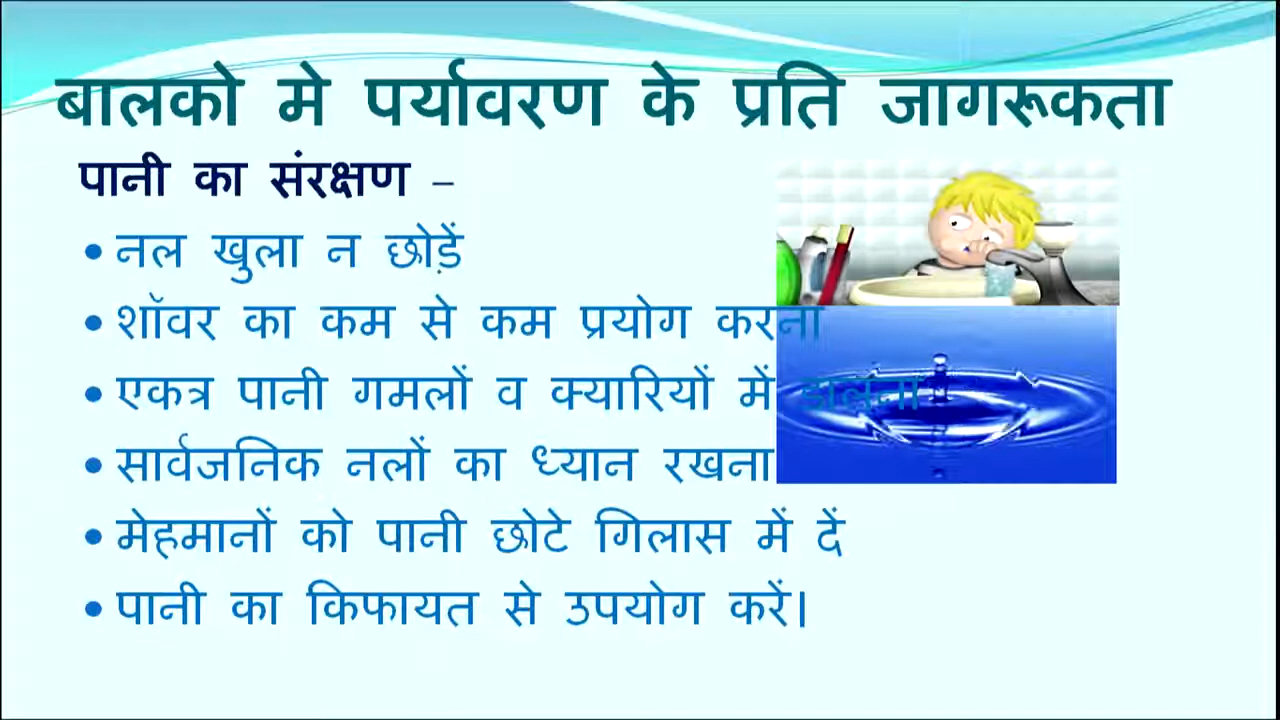 बालको मे पर्यावरण के प्रति जागरूकता
पानी का संरक्षण –
• नल खुला न छोड़ें
• शॉवर का कम से कम प्रयोग करना
• एकत्र पानी गमलों व क्यारियों में डालना
• सार्वजनिक नलों का ध्यान रखना
• मेहमानों को पानी छोटे गिलास में दें
• पानी का किफायत से उपयोग करें।